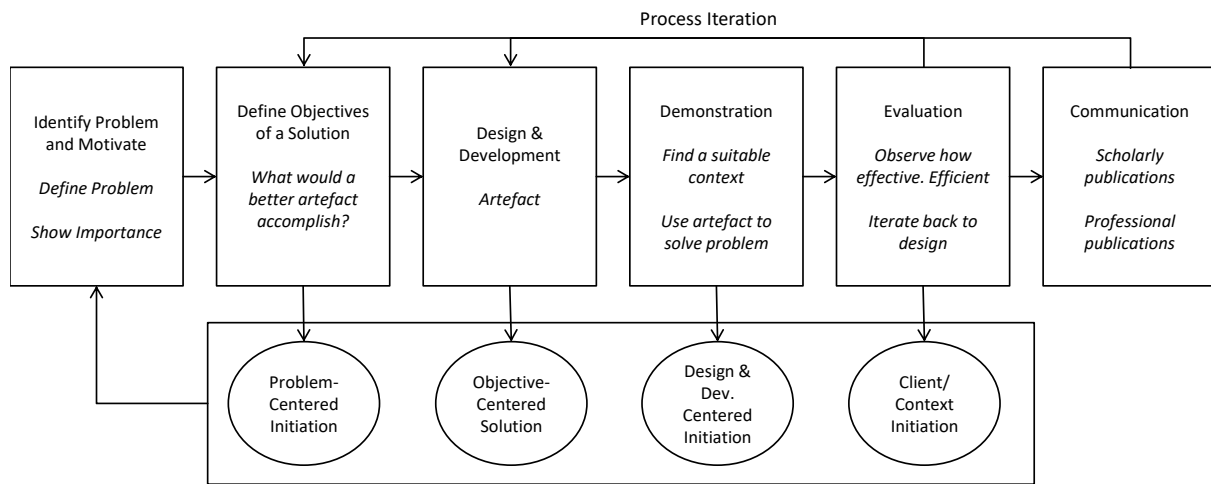 Process Iteration
Identify Problem
and Motivate
Define Problem
Show Importance
Define Objectives
of a Solution
What would a
better artefact
accomplish?
Design &
Development
Artefact
Demonstration
Find a suitable
context
Use artefact to
solve problem
Evaluation
Observe how
effective. Efficient
Iterate back to
design
Communication
Scholarly
publications
Professional
publications
Problem-
Centered
Initiation
Objective-
Centered
Solution
Design &
Dev.
Centered
Initiation
Client/
Context
Initiation